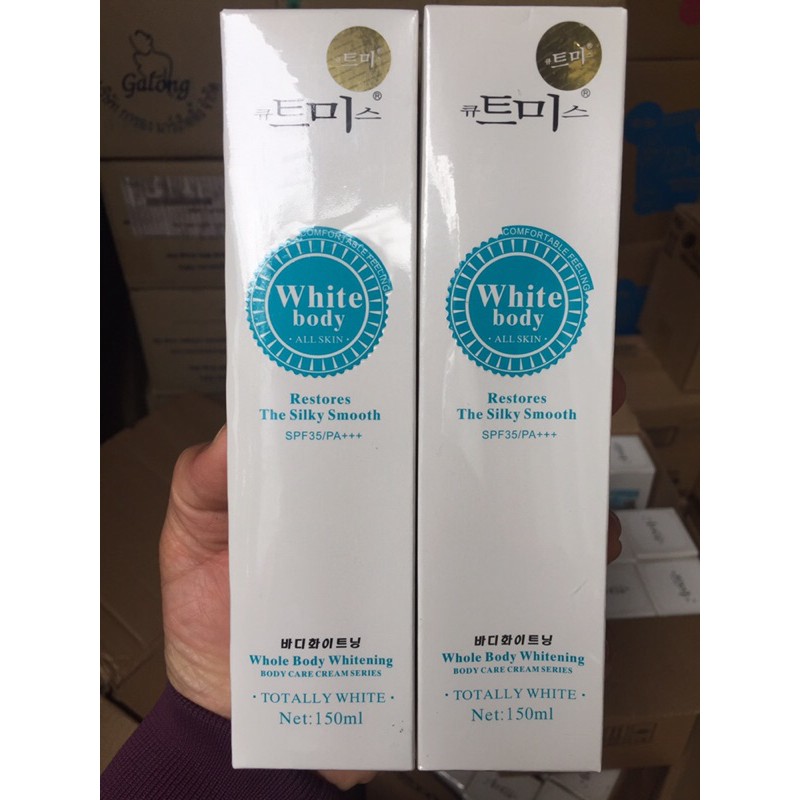 Galong
트미
큐트미스®
COMFORTABLE FEELING
White
body
· ALL SKIN ·
Restores
The Silky Smooth
SPF35/PA+++
바디화이트닝
Whole Body Whitening
BODY CARE CREAM SERIES
· TOTALLY WHITE ·
Net:150ml
트미
큐트미스®
COMFORTABLE FEELING
White
body
· ALL SKIN ·
Restores
The Silky Smooth
SPF35/PA+++
바디화이트닝
Whole Body Whitening
BODY CARE CREAM SERIES
· TOTALLY WHITE ·
Net:150ml